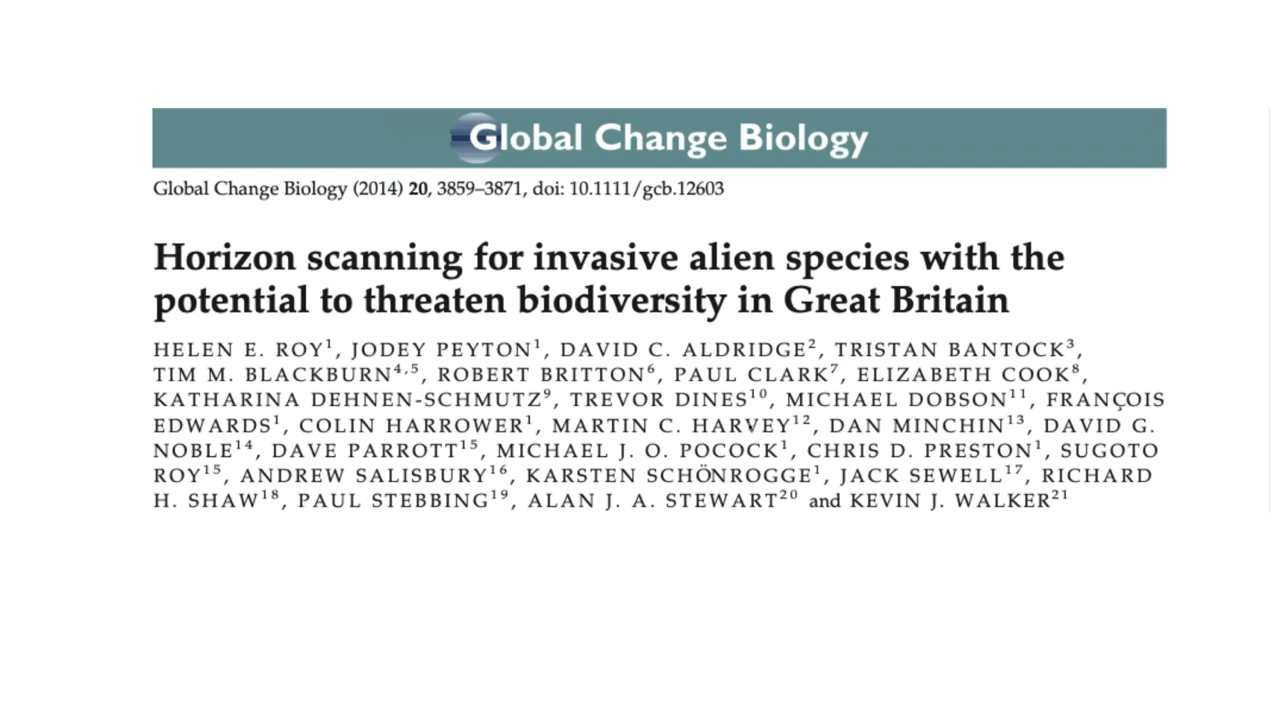 Global Change Biology
Global Change Biology (2014) 20, 3859–3871, doi: 10.1111/gcb.12603
Horizon scanning for invasive alien species with the
potential to threaten biodiversity in Great Britain
HELEN E. ROY¹, JODEY PEYTON¹, DAVID C. ALDRIDGE², TRISTAN BANTOCK³,
TIM M. BLACKBURN⁴,⁵, ROBERT BRITTON⁶, PAUL CLARK⁷, ELIZABETH COOK⁸,
KATHARINA DEHNEN-SCHMUTZ⁹, TREVOR DINES¹⁰, MICHAEL DOBSON¹¹, FRANÇOIS
EDWARDS¹, COLIN HARROWER¹, MARTIN C. HARVEY¹², DAN MINCHIN¹³, DAVID G.
NOBLE¹⁴, DAVE PARROTT¹⁵, MICHAEL J. O. POCOCK¹, CHRIS D. PRESTON¹, SUGOTO
ROY¹⁵, ANDREW SALISBURY¹⁶, KARSTEN SCHÖNROGGE¹, JACK SEWELL¹⁷, RICHARD
H. SHAW¹⁸, PAUL STEBBING¹⁹, ALAN J. A. STEWART²⁰ and KEVIN J. WALKER²¹